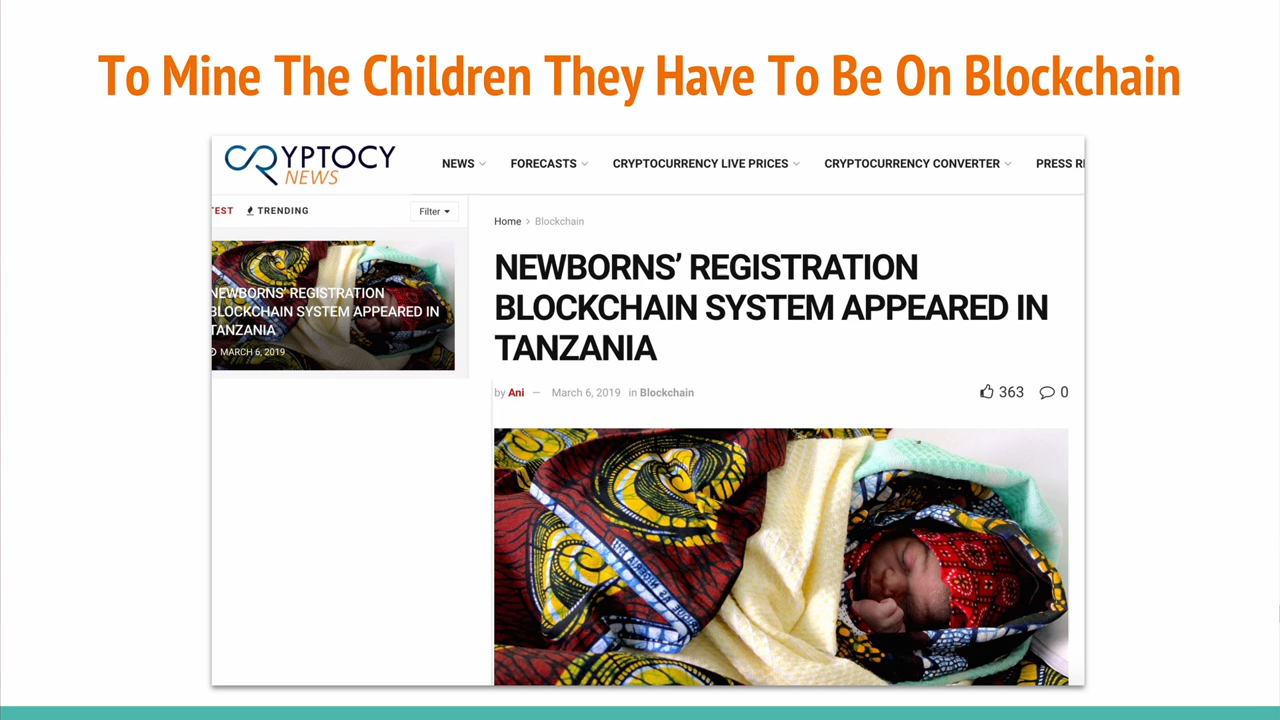 To Mine The Children They Have To Be On Blockchain
CRYPTOCY
NEWS
NEWS
FORECASTS
CRYPTOCURRENCY LIVE PRICES
CRYPTOCURRENCY CONVERTER
PRESS R
TEST
TRENDING
Filter
Home > Blockchain
NEWBORNS’ REGISTRATION
BLOCKCHAIN SYSTEM APPEARED IN
TANZANIA
MARCH 6, 2019
NEWBORNS’ REGISTRATION
BLOCKCHAIN SYSTEM APPEARED IN
TANZANIA
by Ani — March 6, 2019 in Blockchain
363
0